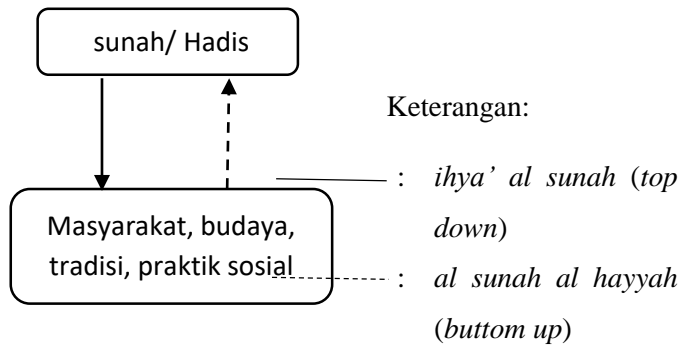 sunah/ Hadis
Keterangan:
: ihya’ al sunah (top
down)
Masyarakat, budaya,
tradisi, praktik sosial
: al sunah al hayyah
(buttom up)